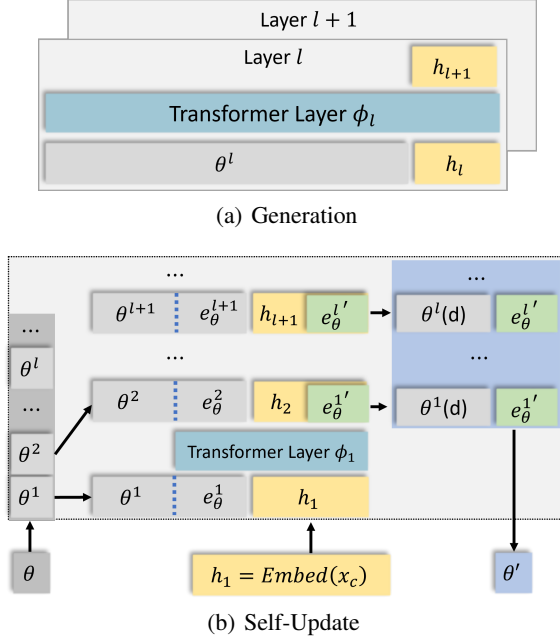 Layer l + 1
Layer l
h_{l+1}
Transformer Layer ϕ_l
θ^l
h_l
(a) Generation
...
...
...
θ^{l+1}
e_θ^{l+1}
h_{l+1}
e_θ^l′
θ^l(d)
e_θ^l′
θ^l
...
...
...
θ^2
θ^2
e_θ^2
h_2
e_θ^1′
θ^1(d)
e_θ^1′
Transformer Layer ϕ_1
θ^1
θ^1
e_θ^1
h_1
θ
h_1 = Embed(x_c)
θ′
(b) Self-Update